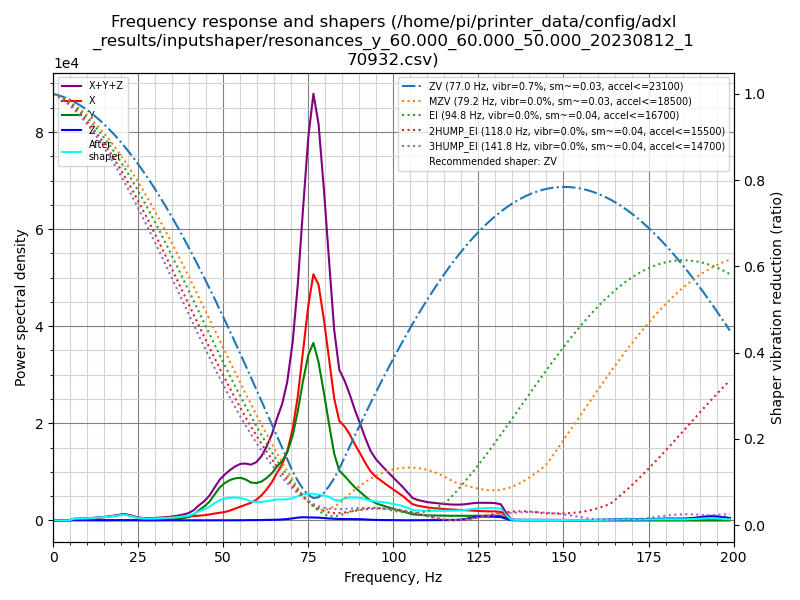 Frequency response and shapers (/home/pi/printer_data/config/adxl
_results/inputshaper/resonances_y_60.000_60.000_50.000_20230812_1
70932.csv)
1e4
X+Y+Z
X
Y
Z
After
shaper
ZV (77.0 Hz, vibr=0.7%, sm~=0.03, accel<=23100)
MZV (79.2 Hz, vibr=0.0%, sm~=0.03, accel<=18500)
EI (94.8 Hz, vibr=0.0%, sm~=0.04, accel<=16700)
2HUMP_EI (118.0 Hz, vibr=0.0%, sm~=0.04, accel<=15500)
3HUMP_EI (141.8 Hz, vibr=0.0%, sm~=0.04, accel<=14700)
Recommended shaper: ZV
Power spectral density
8
6
4
2
0
1.0
0.8
0.6
0.4
0.2
0.0
Shaper vibration reduction (ratio)
0 25 50 75 100 125 150 175 200
Frequency, Hz